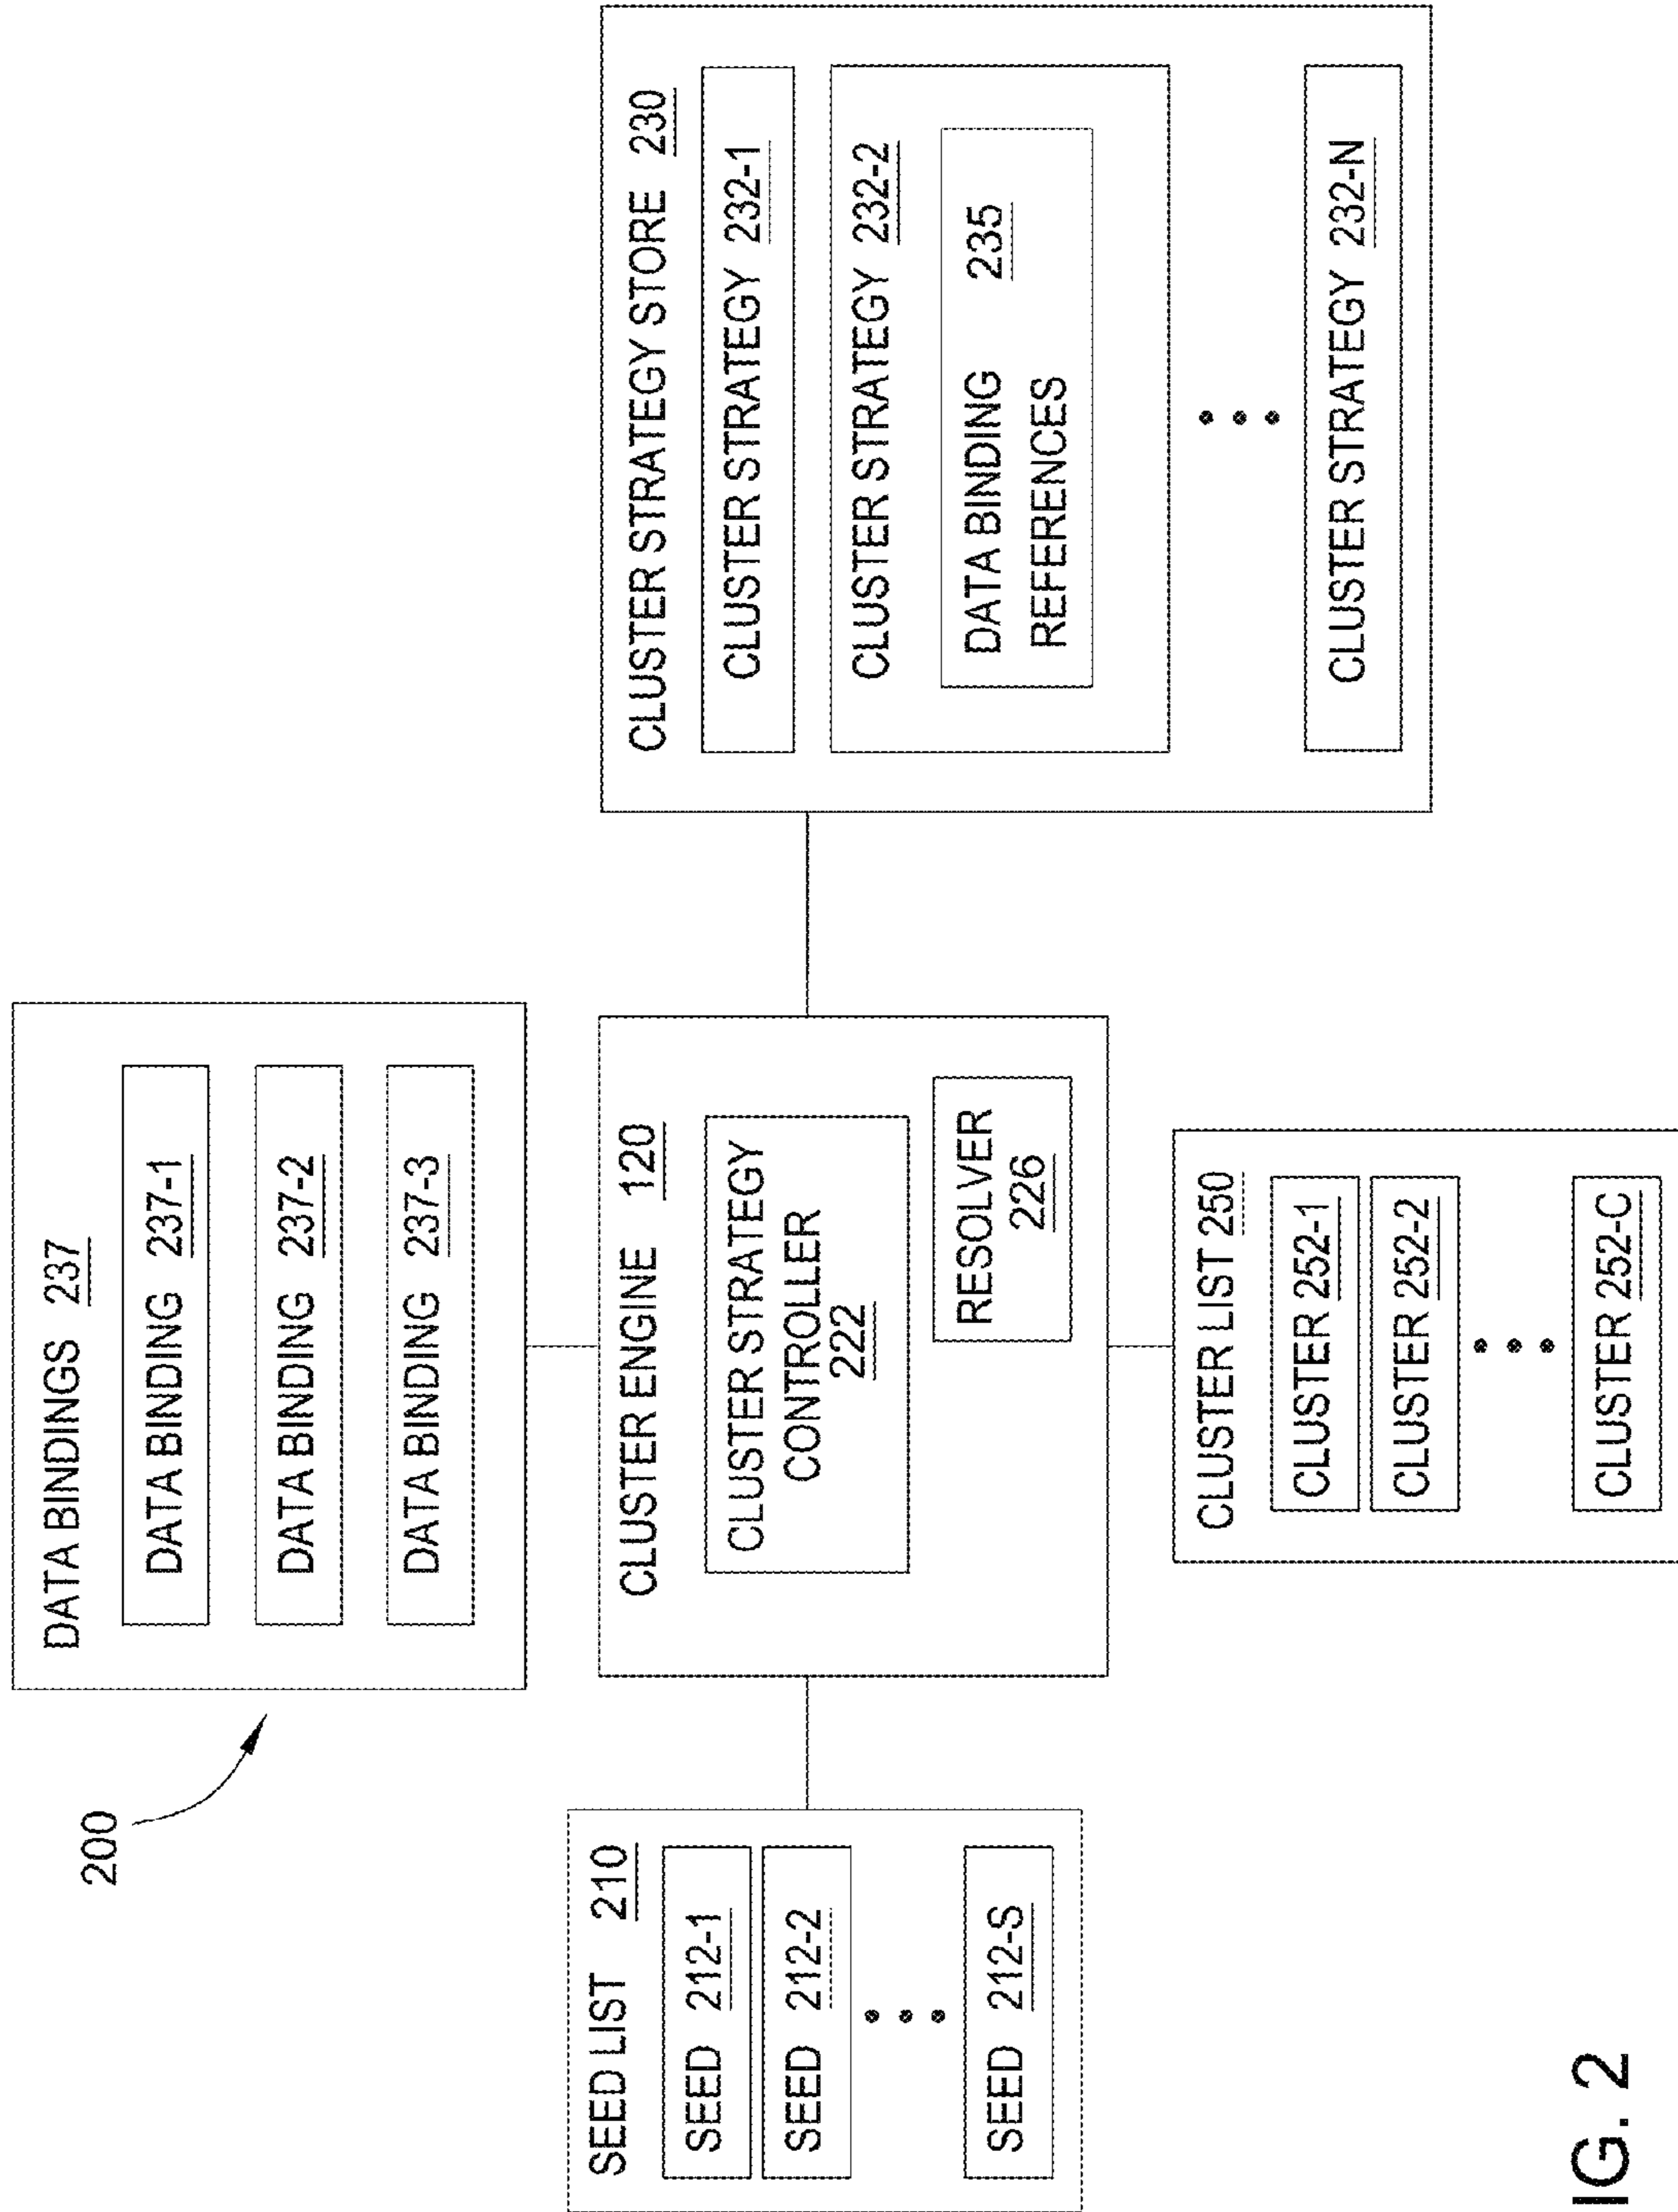 200
DATA BINDINGS 237
DATA BINDING 237-1
DATA BINDING 237-2
DATA BINDING 237-3
SEED LIST 210
SEED 212-1
SEED 212-2
SEED 212-S
CLUSTER ENGINE 120
CLUSTER STRATEGY
CONTROLLER
222
RESOLVER
226
CLUSTER STRATEGY STORE 230
CLUSTER STRATEGY 232-1
CLUSTER STRATEGY 232-2
DATA BINDING 235
REFERENCES
CLUSTER STRATEGY 232-N
CLUSTER LIST 250
CLUSTER 252-1
CLUSTER 252-2
CLUSTER 252-C
IG. 2